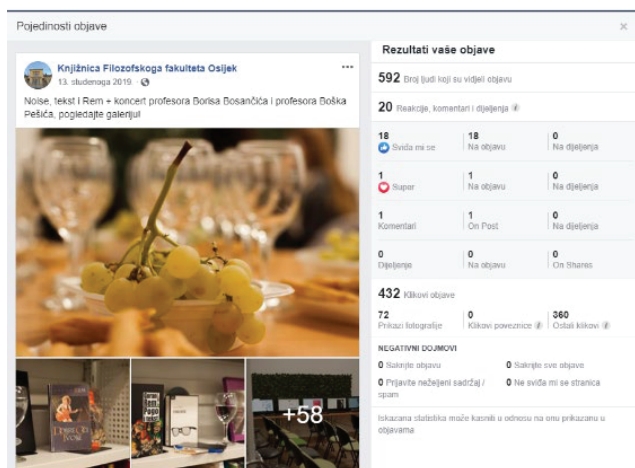 Pojedinosti objave
Knjižnica Filozofskoga fakulteta Osijek
13. studenoga 2019. ·
Noise, tekst i Rem + koncert profesora Borisa Bosančića i profesora Boška
Pešića, pogledajte galeriju!
+58
Rezultati vaše objave
592 Broj ljudi koji su vidjeli objavu
20 Reakcije, komentari i dijeljenja
18 18 0
Sviđa mi se Na objavu Na dijeljenja
1 1 0
Super Na objavu Na dijeljenja
1 1 0
Komentari On Post Na dijeljenja
0 0 0
Dijeljenje Na objavu On Shares
432 Klikovi objave
72 0 360
Prikazi fotografije Klikovi poveznice Ostali klikovi
NEGATIVNI DOJMOVI
0 Sakrijte objavu 0 Sakrijte sve objave
0 Prijavite neželjeni sadržaj / 0 Ne sviđa mi se stranica
spam
Iskazana statistika može kasniti u odnosu na onu prikazanu u
objavama